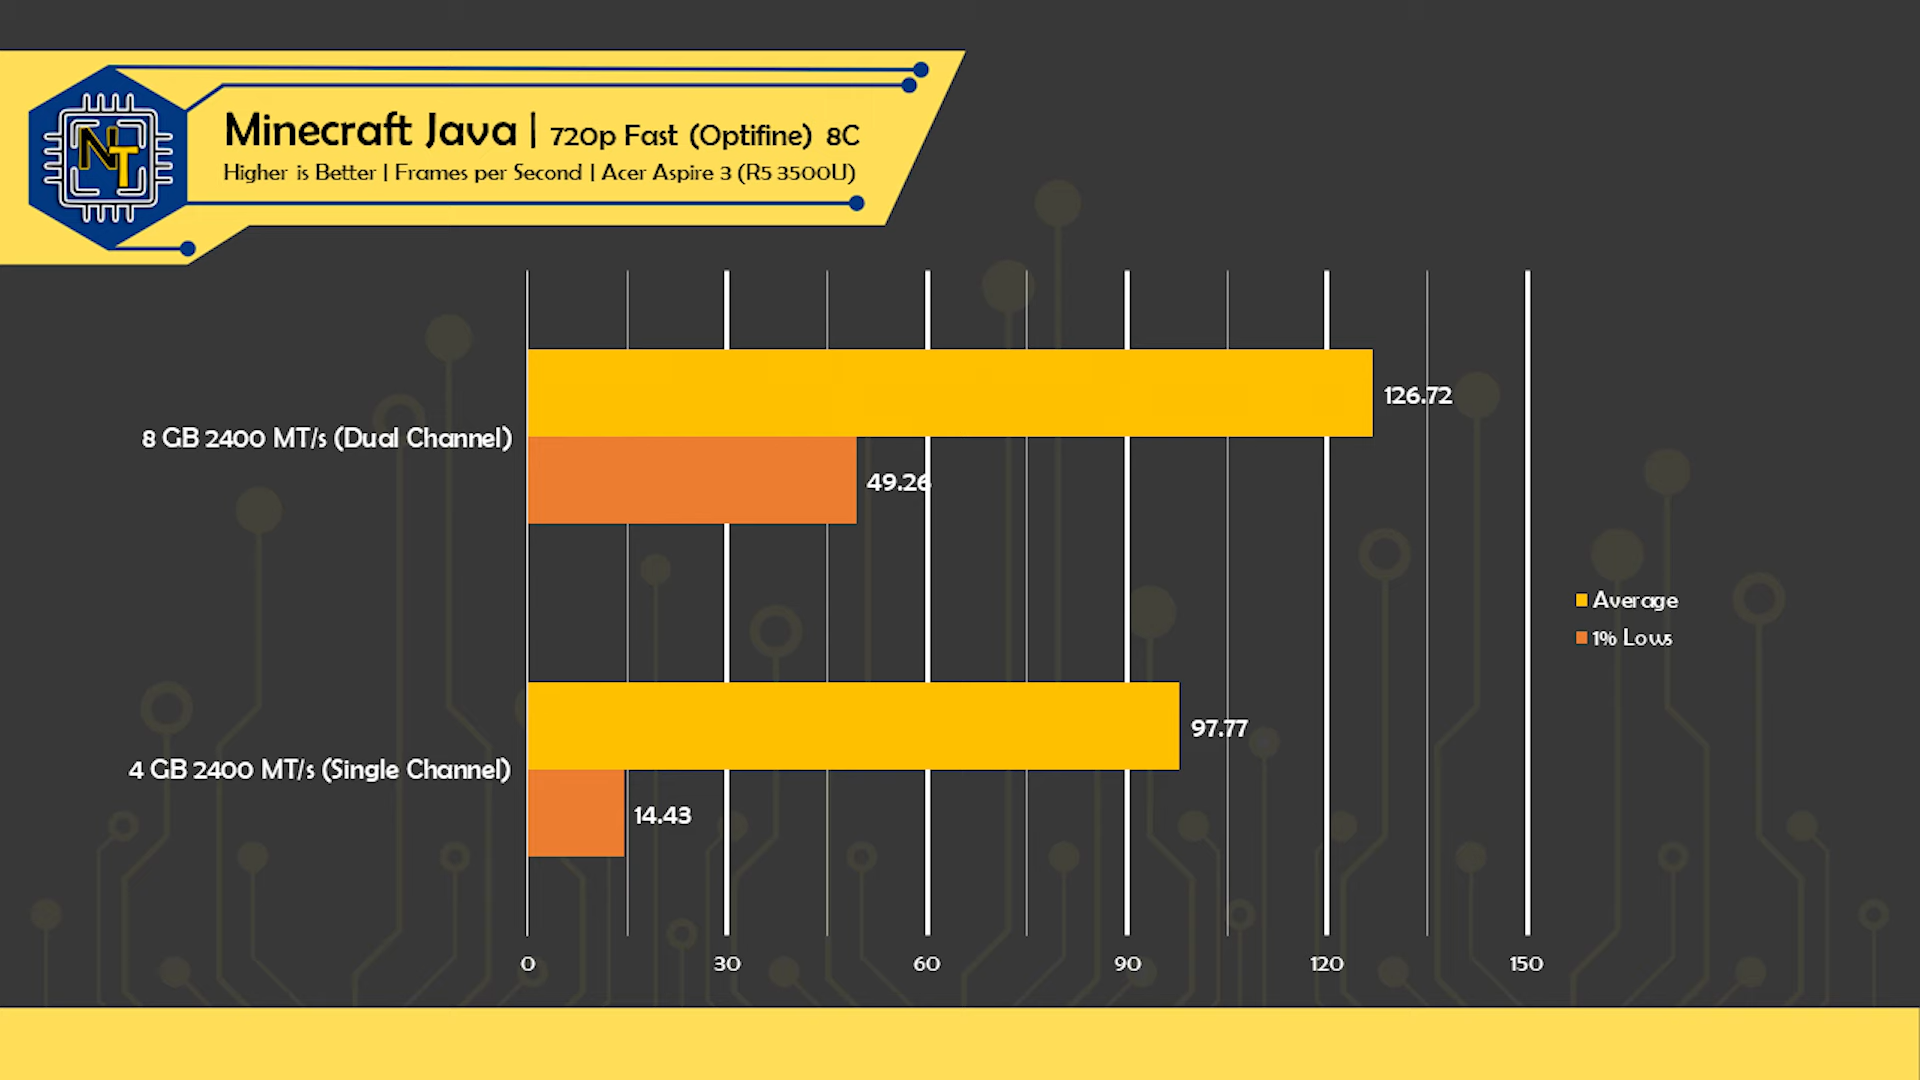 NT
Minecraft Java | 720p Fast (Optifine) 8C
Higher is Better | Frames per Second | Acer Aspire 3 (R5 3500U)
126.72
8 GB 2400 MT/s (Dual Channel)
49.26
Average
1% Lows
97.77
4 GB 2400 MT/s (Single Channel)
14.43
0 30 60 90 120 150